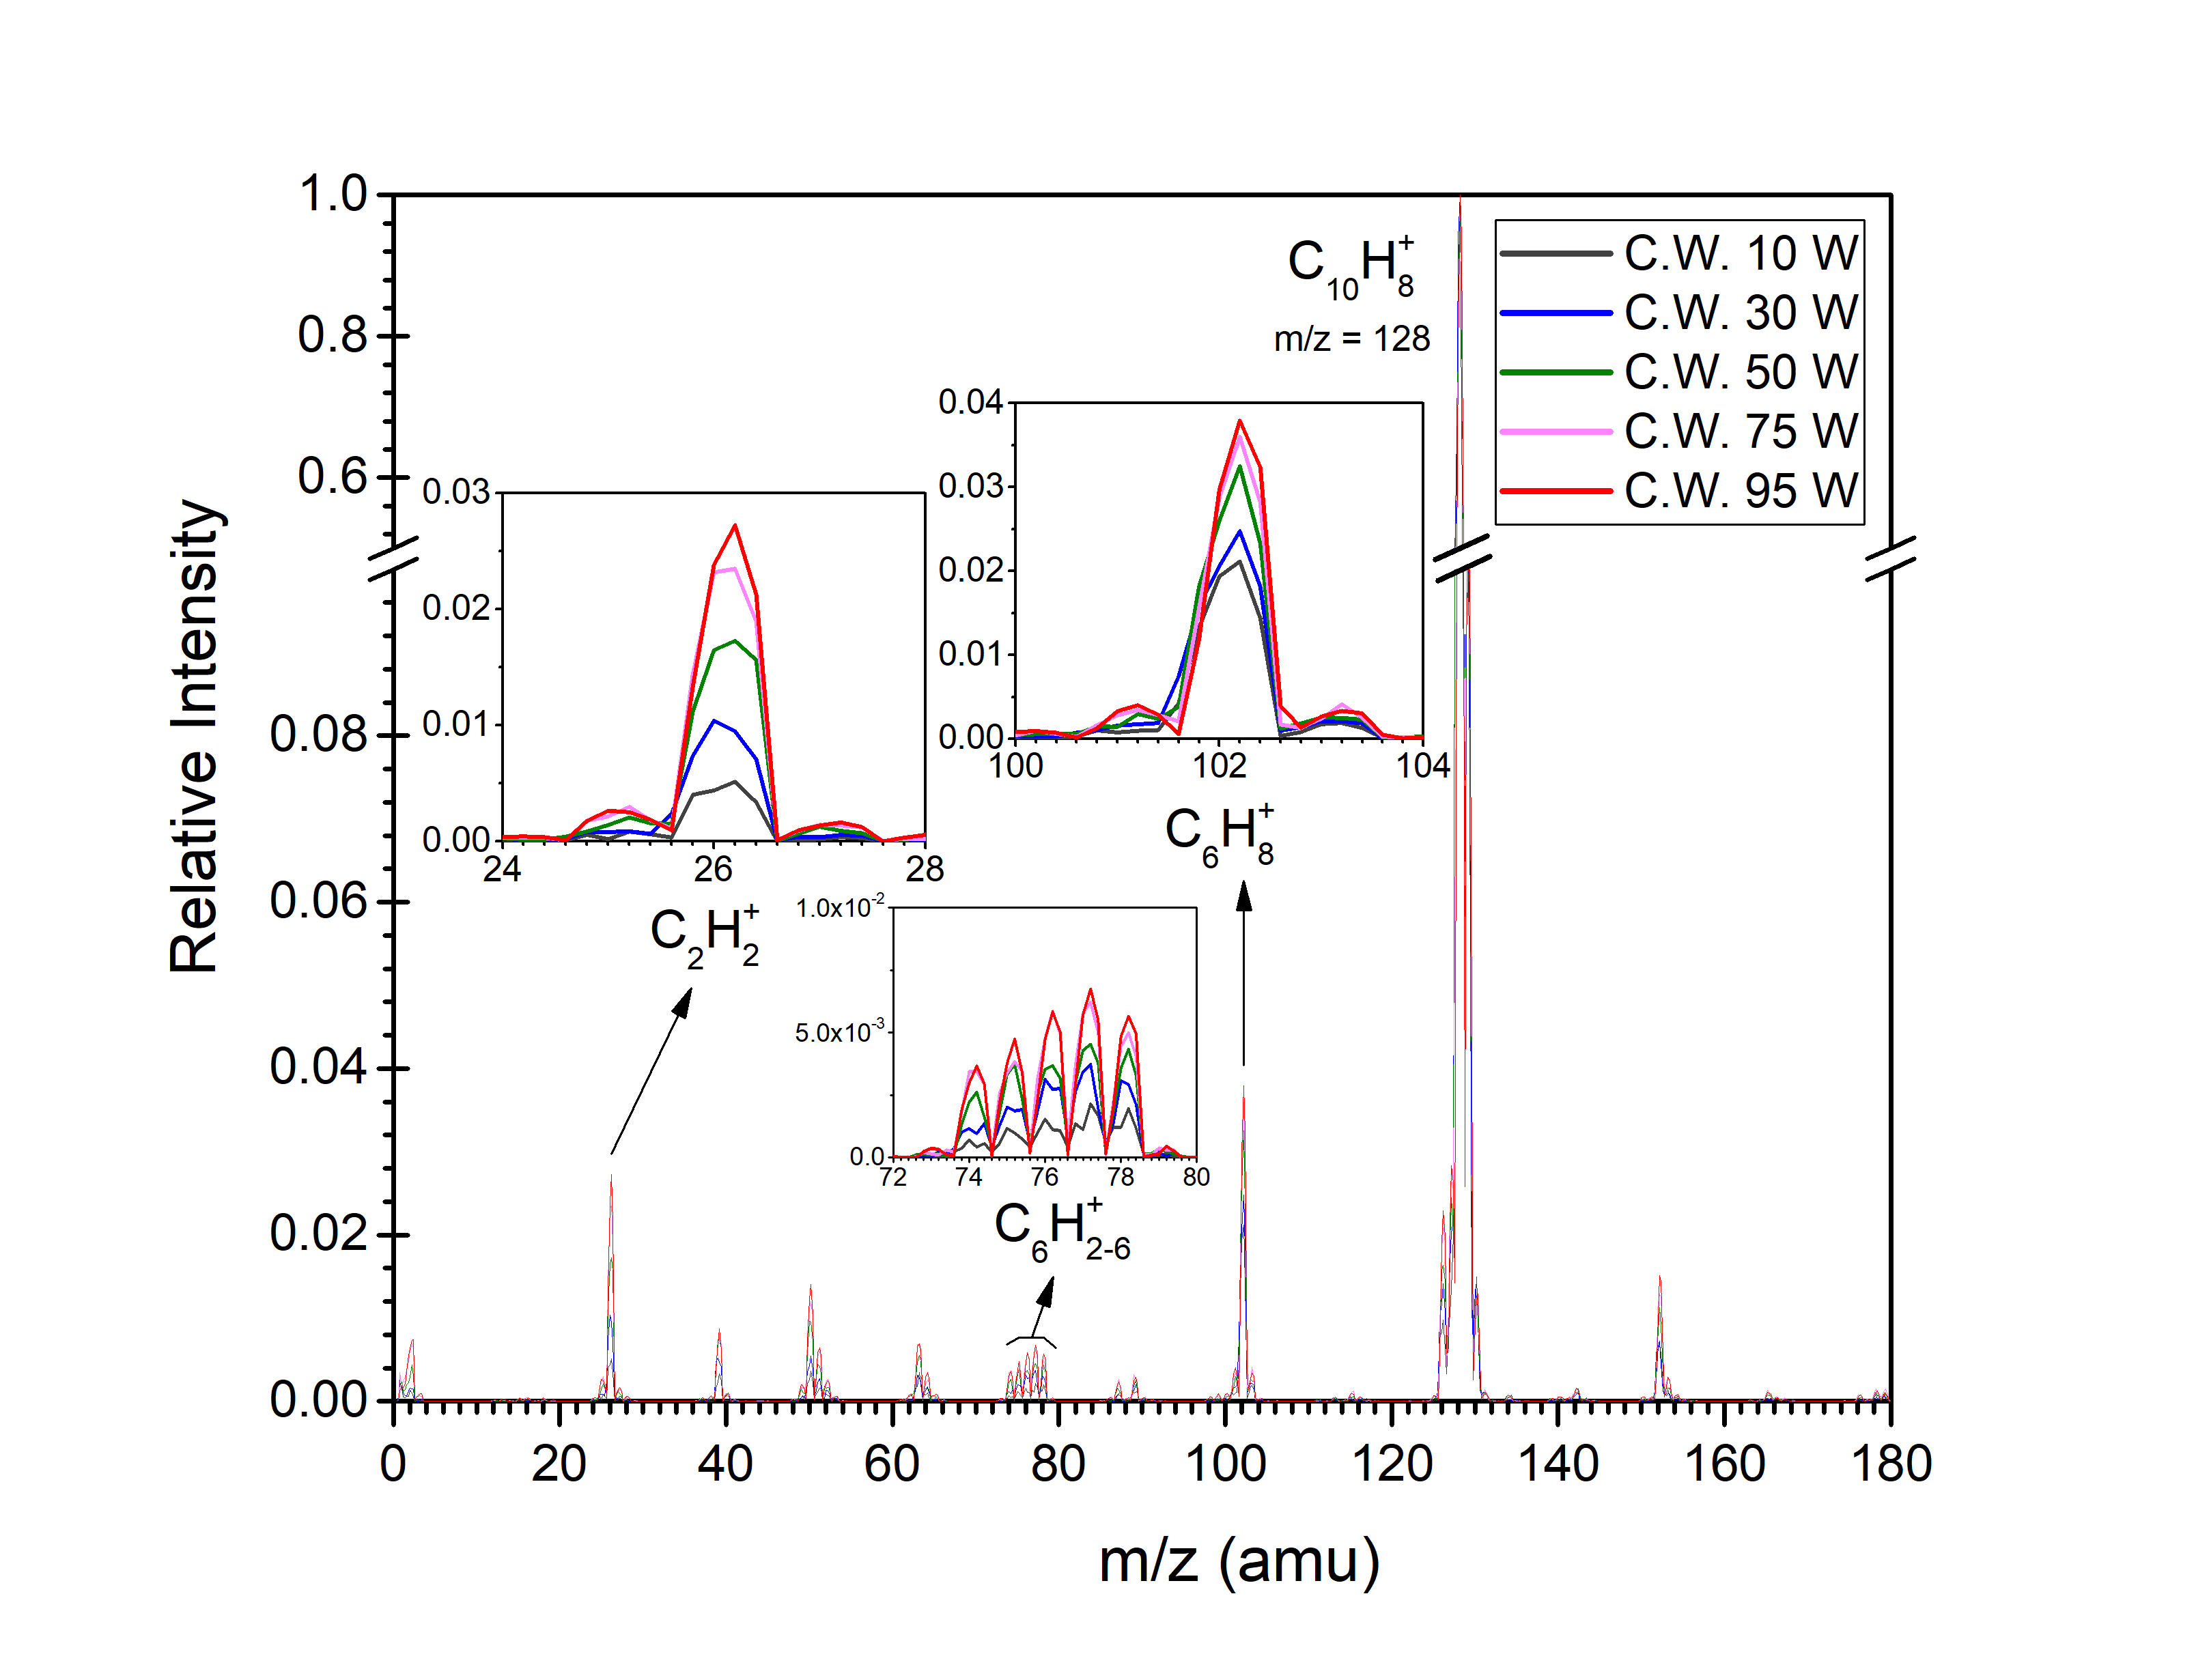 1.0
0.8
0.6
0.08
0.06
0.04
0.02
0.00
Relative Intensity
0 20 40 60 80 100 120 140 160 180
m/z (amu)
C₁₀H₈⁺
m/z = 128
C.W. 10 W
C.W. 30 W
C.W. 50 W
C.W. 75 W
C.W. 95 W
0.03
0.02
0.01
0.00
24 26 28
C₂H₂⁺
0.04
0.03
0.02
0.01
0.00
100 102 104
C₆H₈⁺
1.0x10⁻²
5.0x10⁻³
0.0
72 74 76 78 80
C₆H₂₋₆⁺